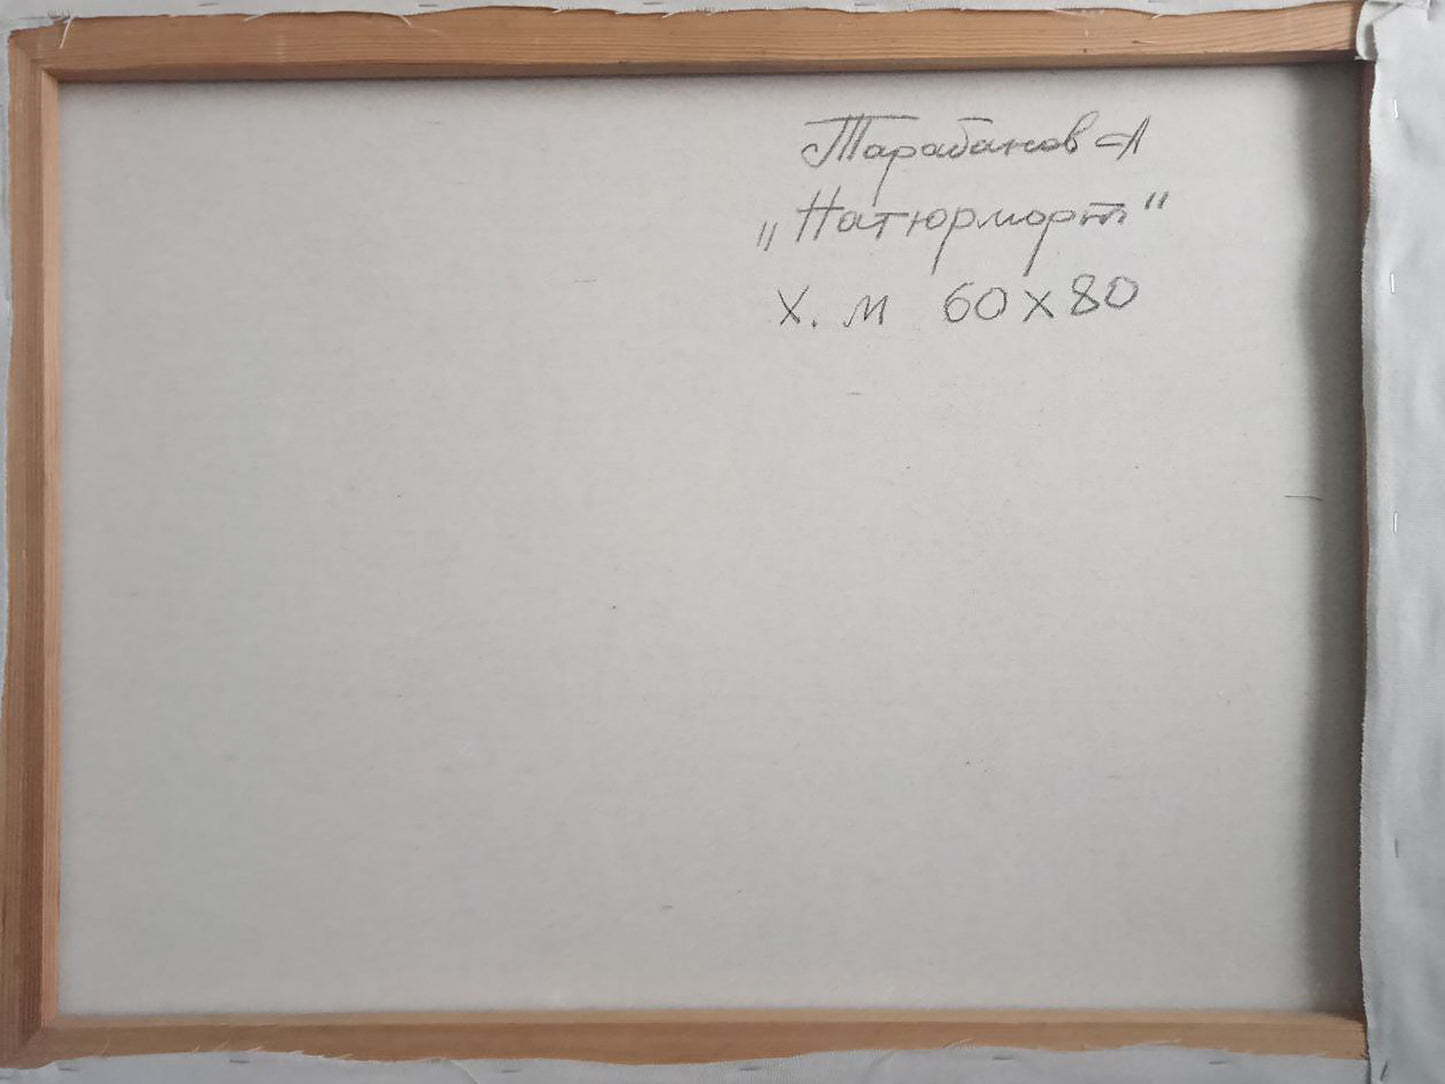 Тарабанов А
„Натюрморт"
Х. м 60х80